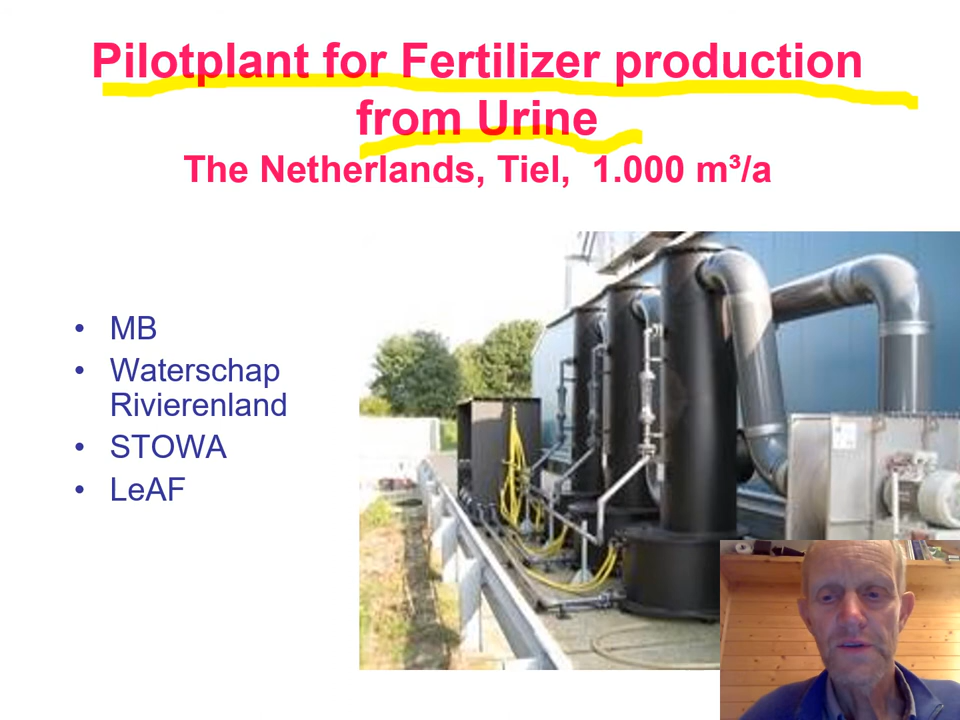 Pilotplant for Fertilizer production
from Urine
The Netherlands, Tiel, 1.000 m³/a
• MB
• Waterschap
Rivierenland
• STOWA
• LeAF